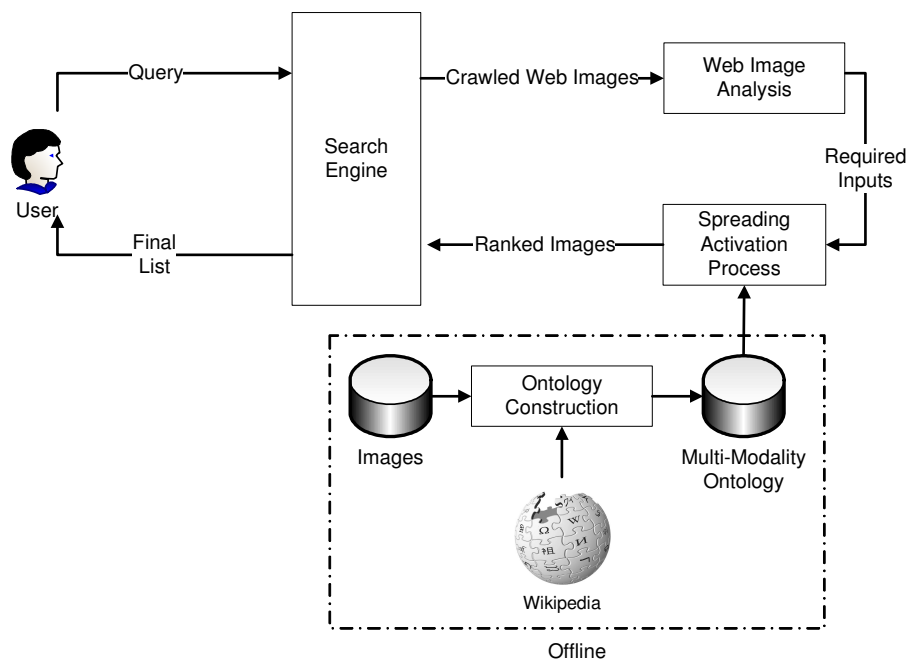 Query
Search
Engine
Crawled Web Images
Web Image
Analysis
Required
Inputs
User
Final
List
Ranked Images
Spreading
Activation
Process
Images
Ontology
Construction
Multi-Modality
Ontology
Ω
W
祖
И
Wikipedia
Offline